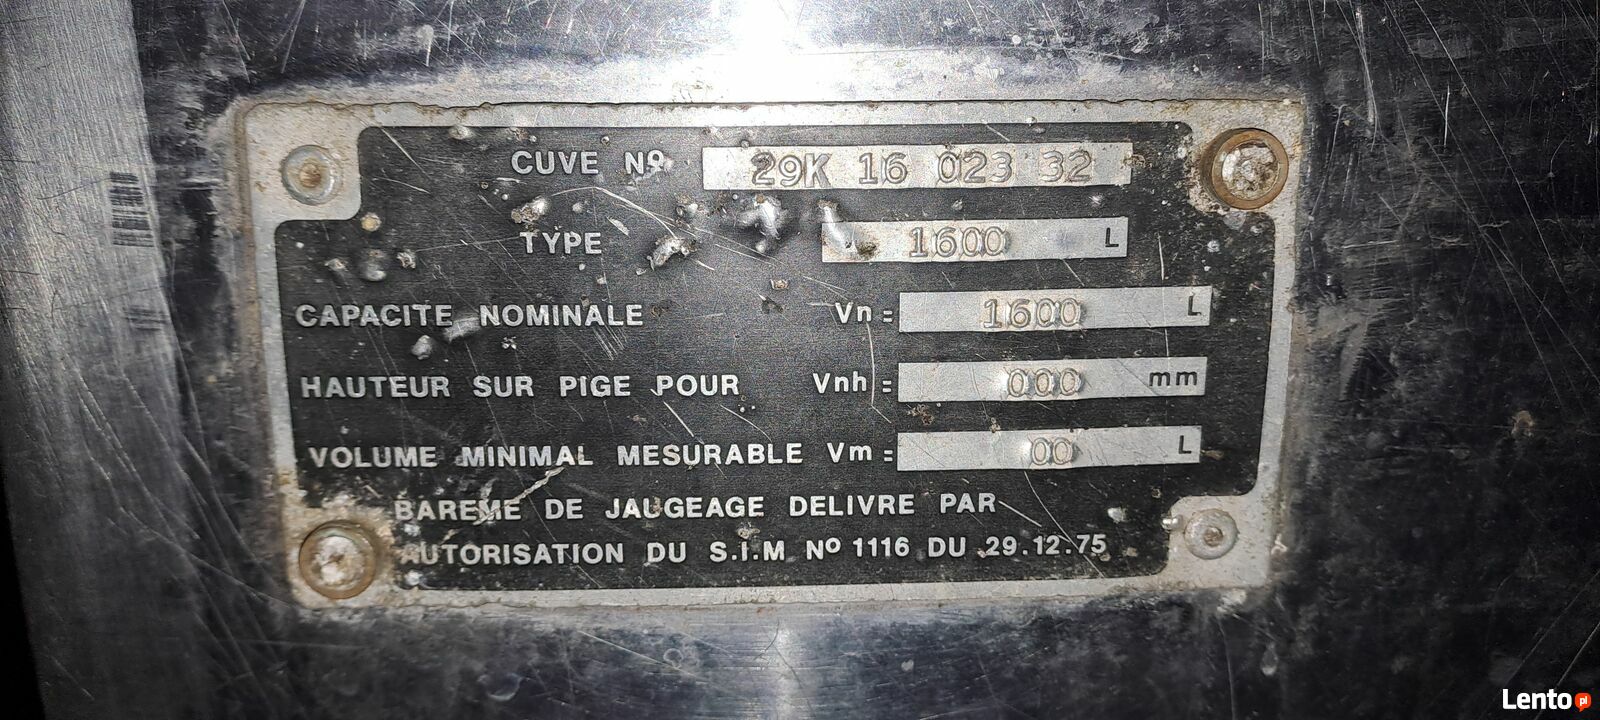 CUVE Nº 29K 16 023 32
TYPE 1600 L
CAPACITE NOMINALE Vn = 1600 L
HAUTEUR SUR PIGE POUR Vnh = 000 mm
VOLUME MINIMAL MESURABLE Vm = 00 L
BAREME DE JAUGEAGE DELIVRE PAR
AUTORISATION DU S.I.M Nº 1116 DU 29.12.75
Lento.pl